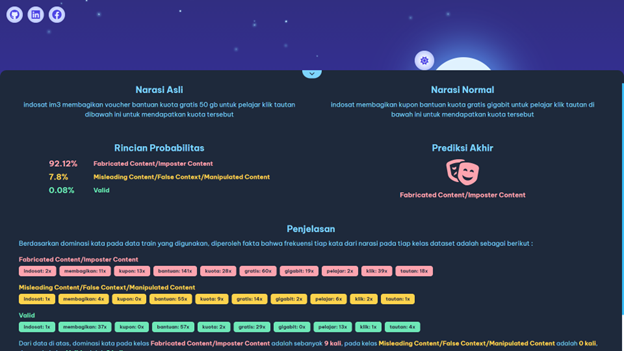 Narasi Asli
indosat im3 membagikan voucher bantuan kuota gratis 50 gb untuk pelajar klik tautan
dibawah ini untuk mendapatkan kuota tersebut
Narasi Normal
indosat membagikan kupon bantuan kuota gratis gigabit untuk pelajar klik tautan di
bawah ini untuk mendapatkan kuota tersebut
Rincian Probabilitas
92.12% Fabricated Content/Imposter Content
7.8% Misleading Content/False Context/Manipulated Content
0.08% Valid
Prediksi Akhir
Fabricated Content/Imposter Content
Penjelasan
Berdasarkan dominasi kata pada data train yang digunakan, diperoleh fakta bahwa frekuensi tiap kata dari narasi pada tiap kelas dataset adalah sebagai berikut :
Fabricated Content/Imposter Content
indosat: 2x membagikan: 11x kupon: 13x bantuan: 141x kuota: 28x gratis: 60x gigabit: 19x pelajar: 2x klik: 39x tautan: 18x
Misleading Content/False Context/Manipulated Content
indosat: 1x membagikan: 4x kupon: 0x bantuan: 55x kuota: 9x gratis: 14x gigabit: 2x pelajar: 6x klik: 2x tautan: 1x
Valid
indosat: 1x membagikan: 37x kupon: 0x bantuan: 57x kuota: 2x gratis: 29x gigabit: 0x pelajar: 13x klik: 1x tautan: 4x
Dari data di atas, dominasi kata pada kelas Fabricated Content/Imposter Content adalah sebanyak 9 kali, pada kelas Misleading Content/False Context/Manipulated Content adalah 0 kali,